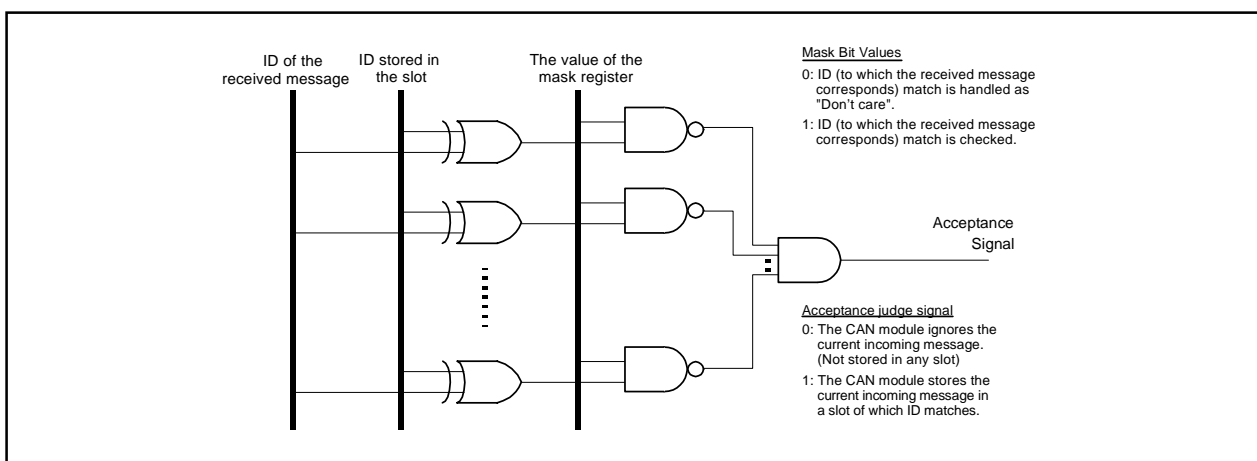 ID of the
received message
ID stored in
the slot
The value of the
mask register
Mask Bit Values
0: ID (to which the received message
corresponds) match is handled as
"Don't care".
1: ID (to which the received message
corresponds) match is checked.
Acceptance
Signal
Acceptance judge signal
0: The CAN module ignores the
current incoming message.
(Not stored in any slot)
1: The CAN module stores the
current incoming message in
a slot of which ID matches.